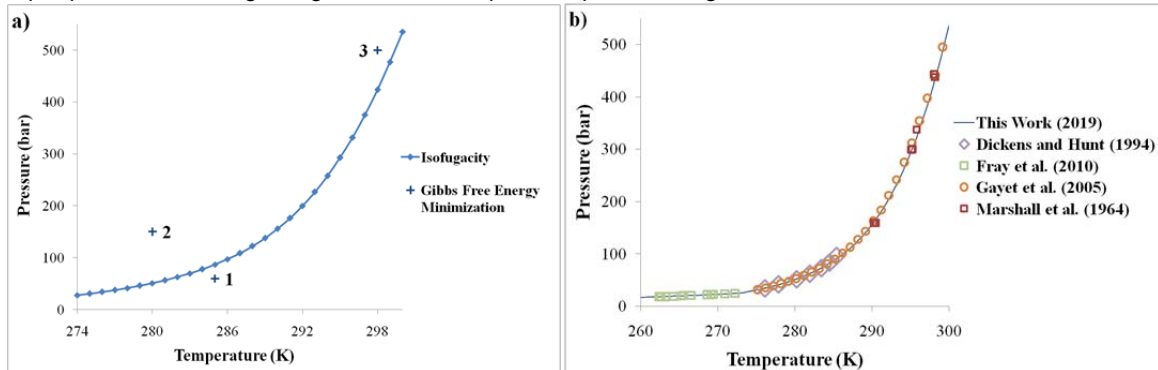 a)
Pressure (bar)
500
400
300
200
100
0
274
280
286
292
298
Temperature (K)
1
2
3
Isofugacity
Gibbs Free Energy
Minimization
b)
Pressure (bar)
500
400
300
200
100
0
260
270
280
290
300
Temperature (K)
This Work (2019)
Dickens and Hunt (1994)
Fray et al. (2010)
Gayet et al. (2005)
Marshall et al. (1964)